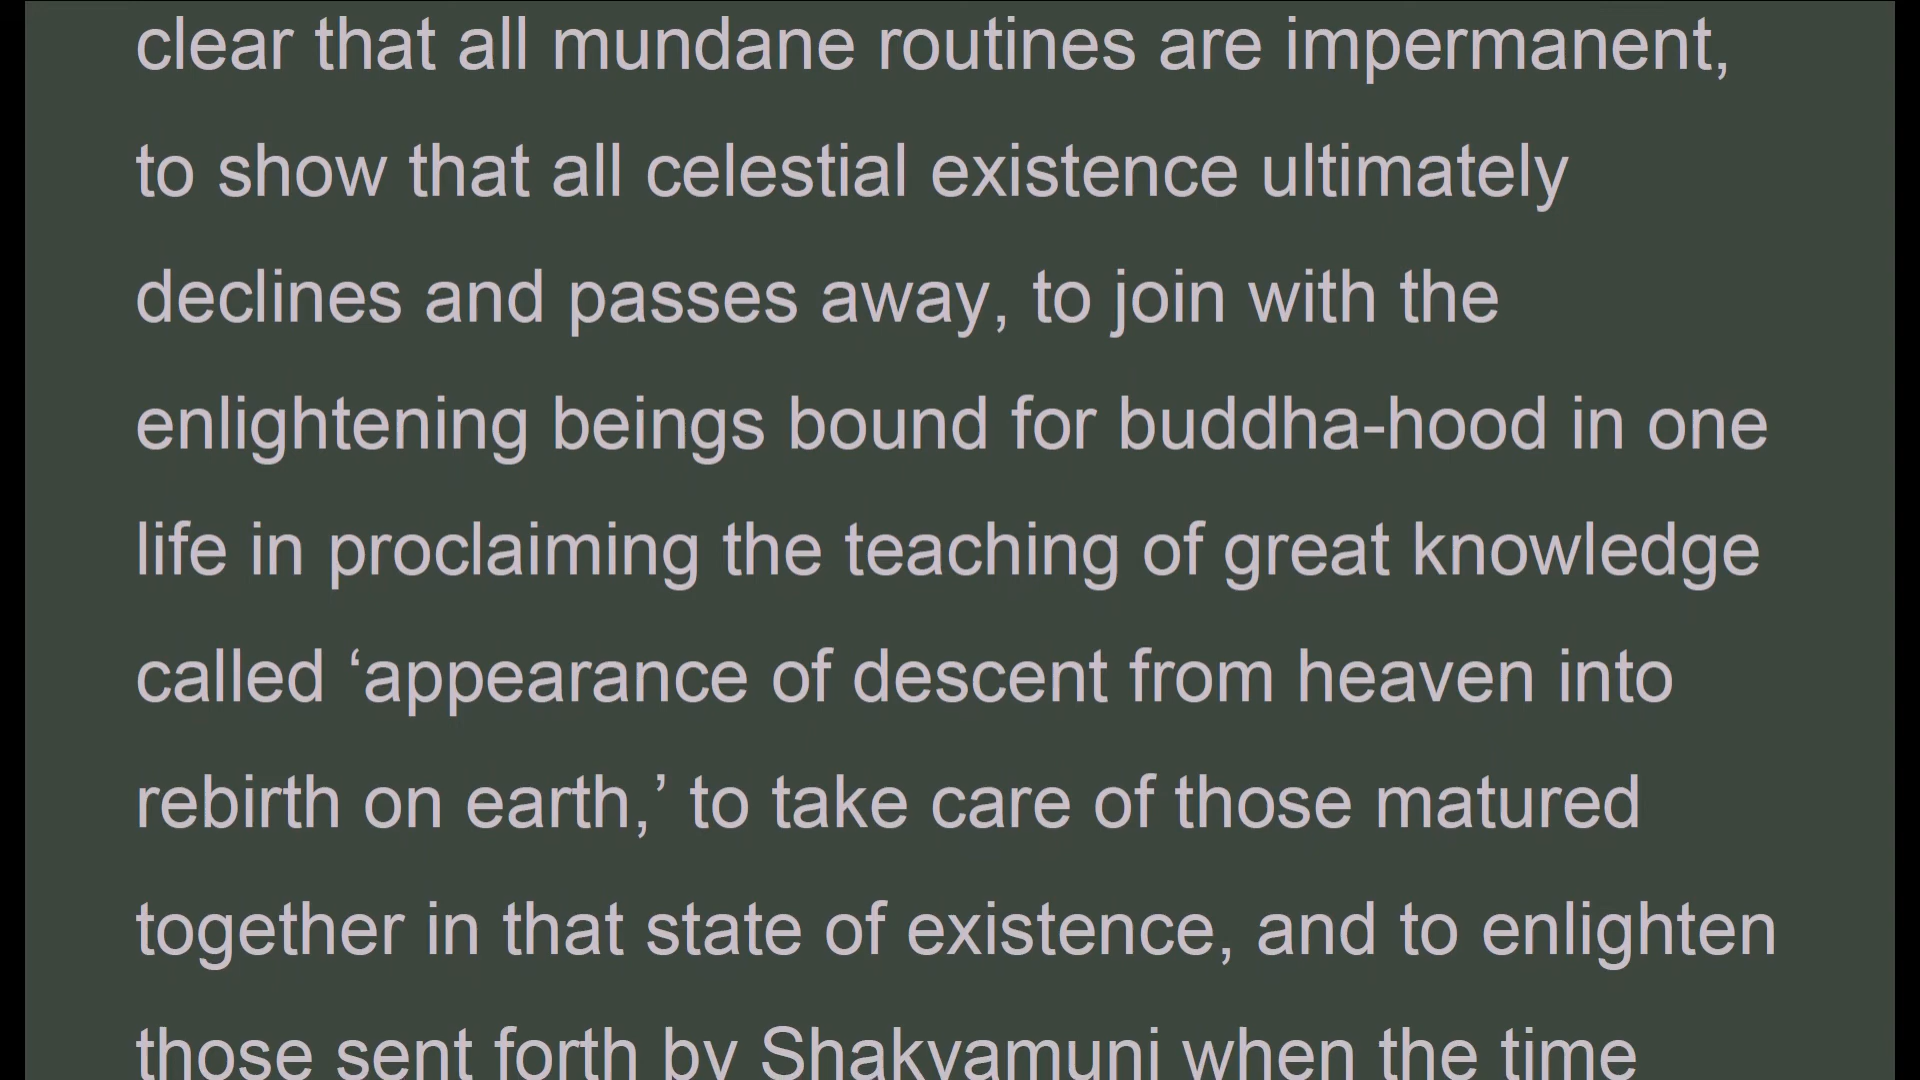 clear that all mundane routines are impermanent,
to show that all celestial existence ultimately
declines and passes away, to join with the
enlightening beings bound for buddha-hood in one
life in proclaiming the teaching of great knowledge
called ‘appearance of descent from heaven into
rebirth on earth,’ to take care of those matured
together in that state of existence, and to enlighten
those sent forth by Shakyamuni when the time